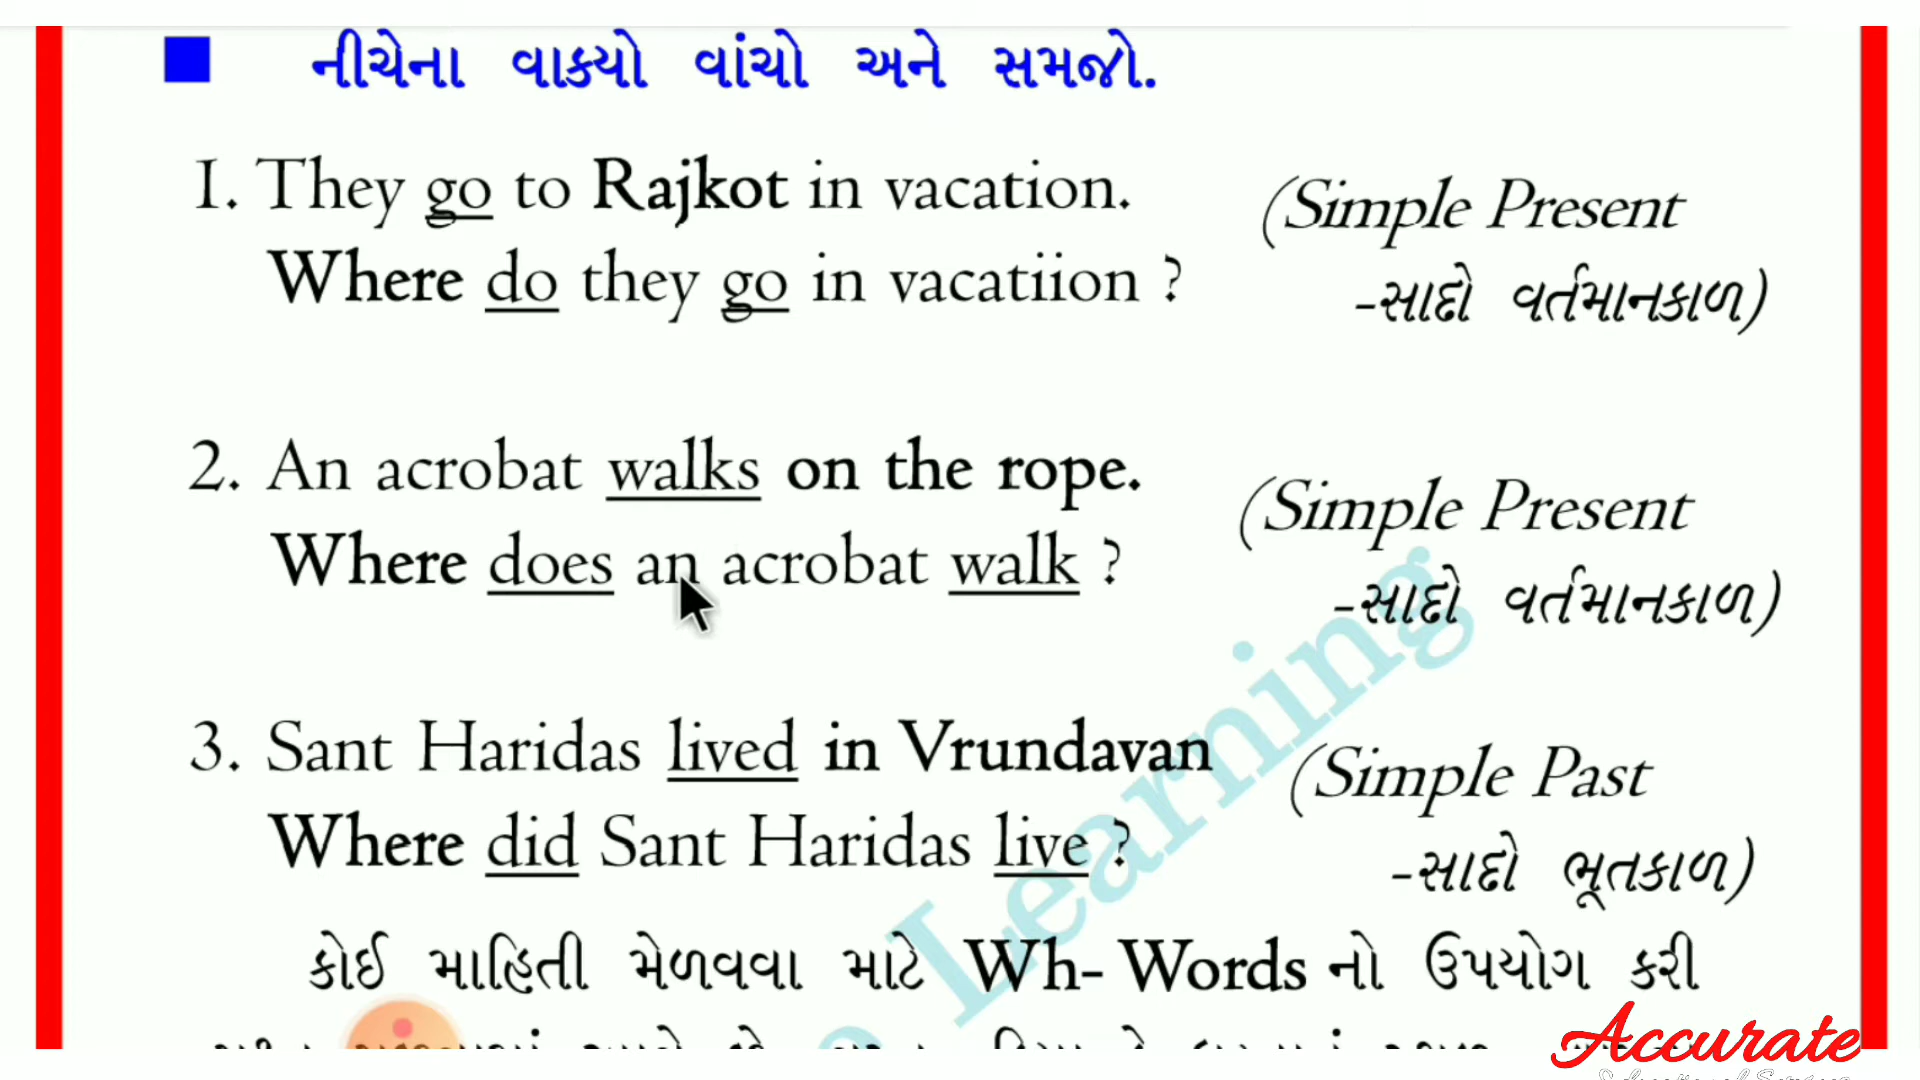 નીચેના વાક્યો વાંચો અને સમજો.
1. They go to Rajkot in vacation. (Simple Present
Where do they go in vacatiion ? -સાદો વર્તમાનકાળ)
2. An acrobat walks on the rope. (Simple Present
Where does an acrobat walk ? -સાદો વર્તમાનકાળ)
3. Sant Haridas lived in Vrundavan (Simple Past
Where did Sant Haridas live ? -સાદો ભૂતકાળ)
કોઈ માહિતી મેળવવા માટે Wh- Words નો ઉપયોગ કરી
Learning
Accurate